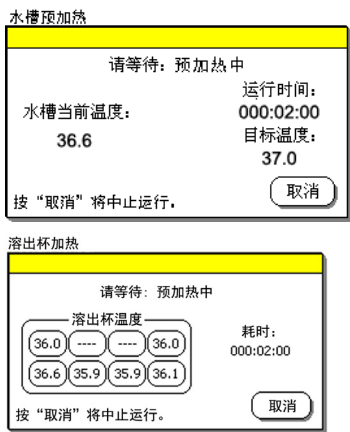 水槽预加热
请等待: 预加热中
运行时间:
水槽当前温度:
000:02:00
36.6
目标温度:
37.0
取消
按“取消”将中止运行.
溶出杯加热
请等待: 预加热中
溶出杯温度
36.0 ---- ---- 36.0
36.6 35.9 35.9 36.1
耗时:
000:02:00
取消
按“取消”将中止运行。